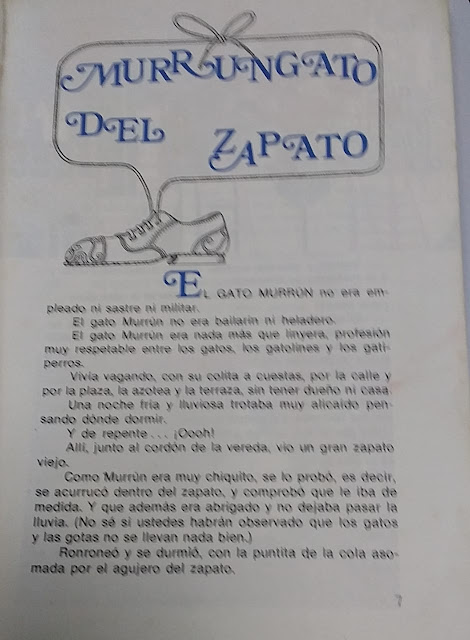 MURRUNGATO
DEL ZAPATO
EL GATO MURRÚN no era em-
pleado ni sastre ni militar.
El gato Murrún no era bailarín ni heladero.
El gato Murrún era nada más que linyera, profesión
muy respetable entre los gatos, los gatolines y los gati-
perros.
Vivía vagando, con su colita a cuestas, por la calle y
por la plaza, la azotea y la terraza, sin tener dueño ni casa.
Una noche fría y lluviosa trotaba muy alicaído pen-
sando dónde dormir.
Y de repente... ¡Oooh!
Allí, junto al cordón de la vereda, vio un gran zapato
viejo.
Como Murrún era muy chiquito, se lo probó, es decir,
se acurrucó dentro del zapato, y comprobó que le iba de
medida. Y que además era abrigado y no dejaba pasar la
lluvia. (No sé si ustedes habrán observado que los gatos
y las gotas no se llevan nada bien.)
Ronroneó y se durmió, con la puntita de la cola aso-
mada por el agujero del zapato.
7